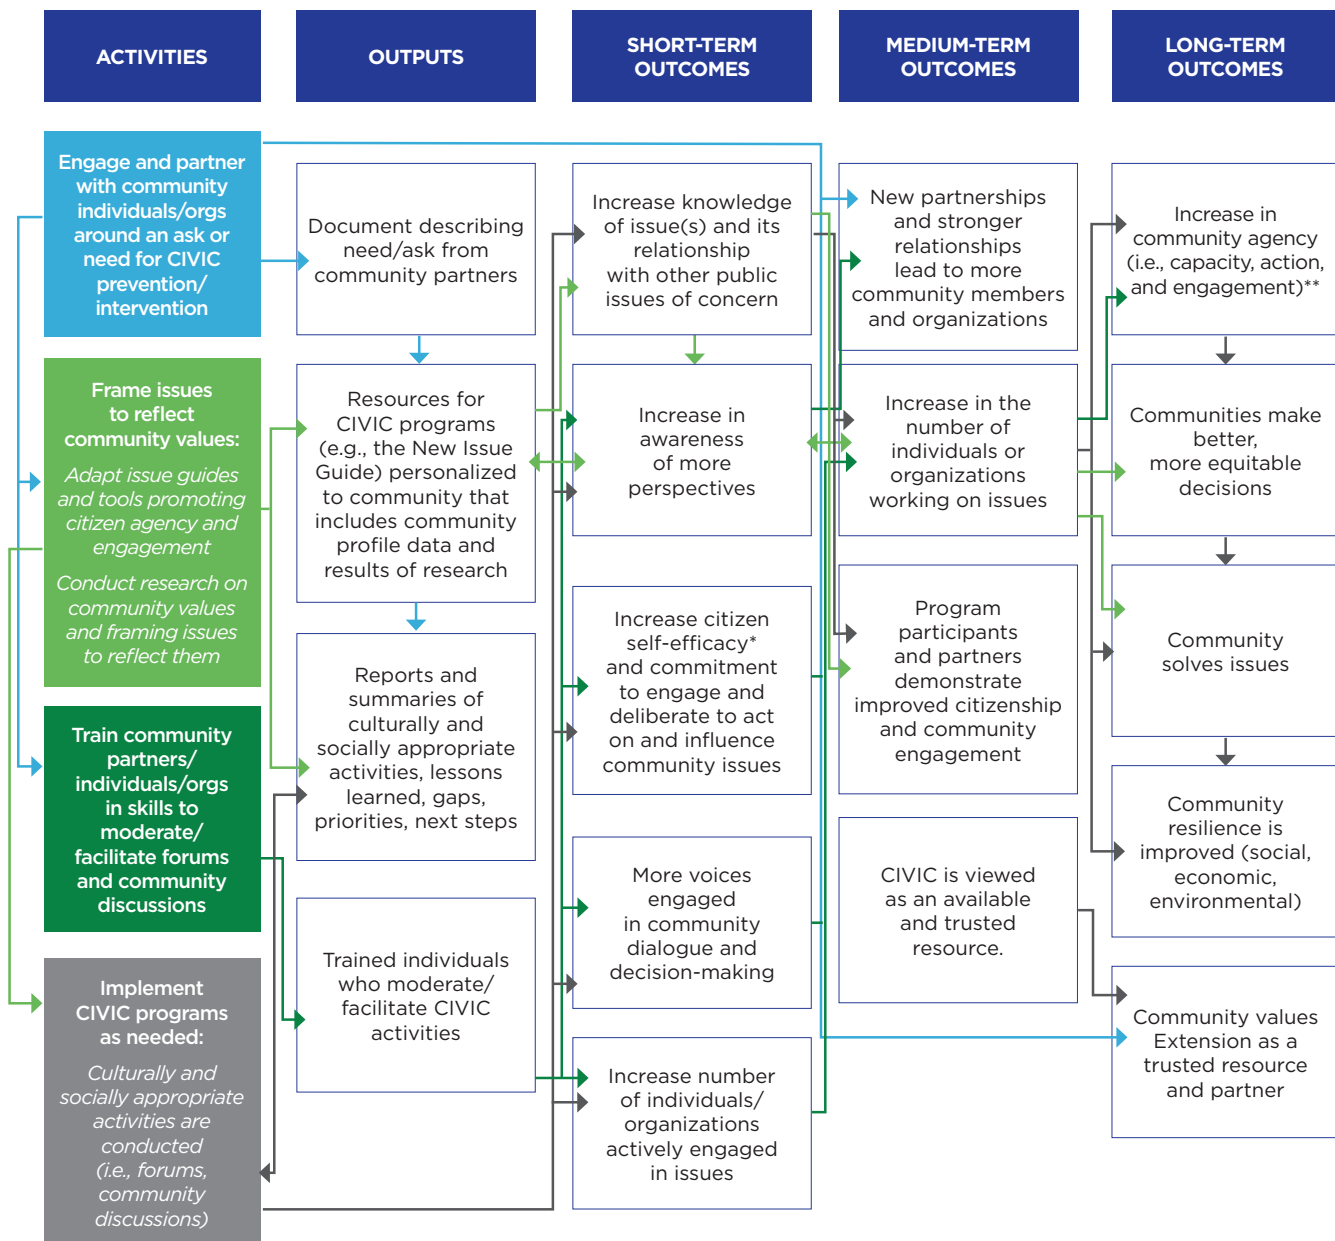 ACTIVITIES
OUTPUTS
SHORT-TERM
OUTCOMES
MEDIUM-TERM
OUTCOMES
LONG-TERM
OUTCOMES
Engage and partner
with community
individuals/orgs
around an ask or
need for CIVIC
prevention/
intervention
Frame issues
to reflect
community values:
Adapt issue guides
and tools promoting
citizen agency and
engagement
Conduct research on
community values
and framing issues
to reflect them
Train community
partners/
individuals/orgs
in skills to
moderate/
facilitate forums
and community
discussions
Implement
CIVIC programs
as needed:
Culturally and
socially appropriate
activities are
conducted
(i.e., forums,
community
discussions)
Document describing
need/ask from
community partners
Resources for
CIVIC programs
(e.g., the New Issue
Guide) personalized
to community that
includes community
profile data and
results of research
Reports and
summaries of
culturally and
socially appropriate
activities, lessons
learned, gaps,
priorities, next steps
Trained individuals
who moderate/
facilitate CIVIC
activities
Increase knowledge
of issue(s) and its
relationship
with other public
issues of concern
Increase in
awareness
of more
perspectives
Increase citizen
self-efficacy*
and commitment
to engage and
deliberate to act
on and influence
community issues
More voices
engaged
in community
dialogue and
decision-making
Increase number
of individuals/
organizations
actively engaged
in issues
New partnerships
and stronger
relationships
lead to more
community members
and organizations
Increase in the
number of
individuals or
organizations
working on issues
Program
participants
and partners
demonstrate
improved citizenship
and community
engagement
CIVIC is viewed
as an available
and trusted
resource.
Increase in
community agency
(i.e., capacity, action,
and engagement)**
Communities make
better,
more equitable
decisions
Community
solves issues
Community
resilience is
improved (social,
economic,
environmental)
Community values
Extension as a
trusted resource
and partner